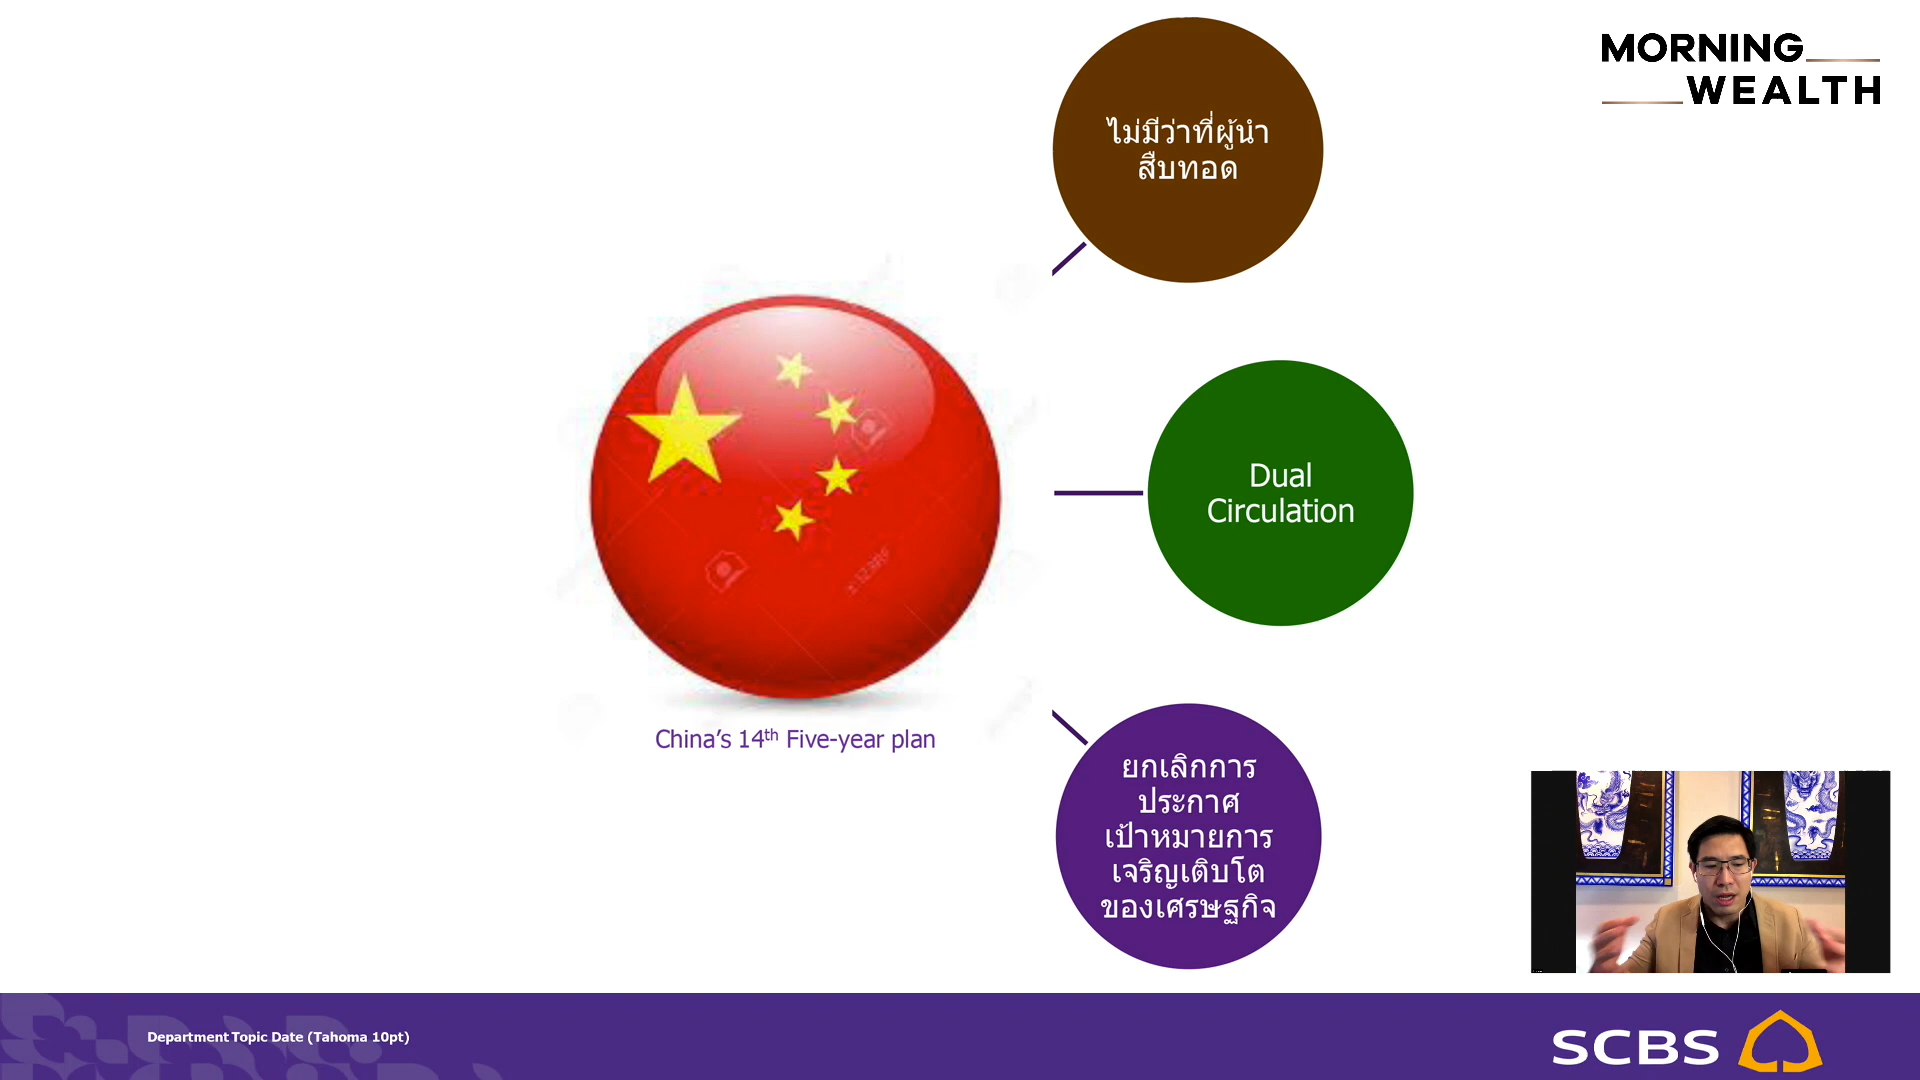 MORNING
WEALTH
ไม่มีว่าที่ผู้นำ
สืบทอด
Dual
Circulation
China’s 14th Five-year plan
ยกเลิกการ
ประกาศ
เป้าหมายการ
เจริญเติบโต
ของเศรษฐกิจ
Department Topic Date (Tahoma 10pt)
SCBS